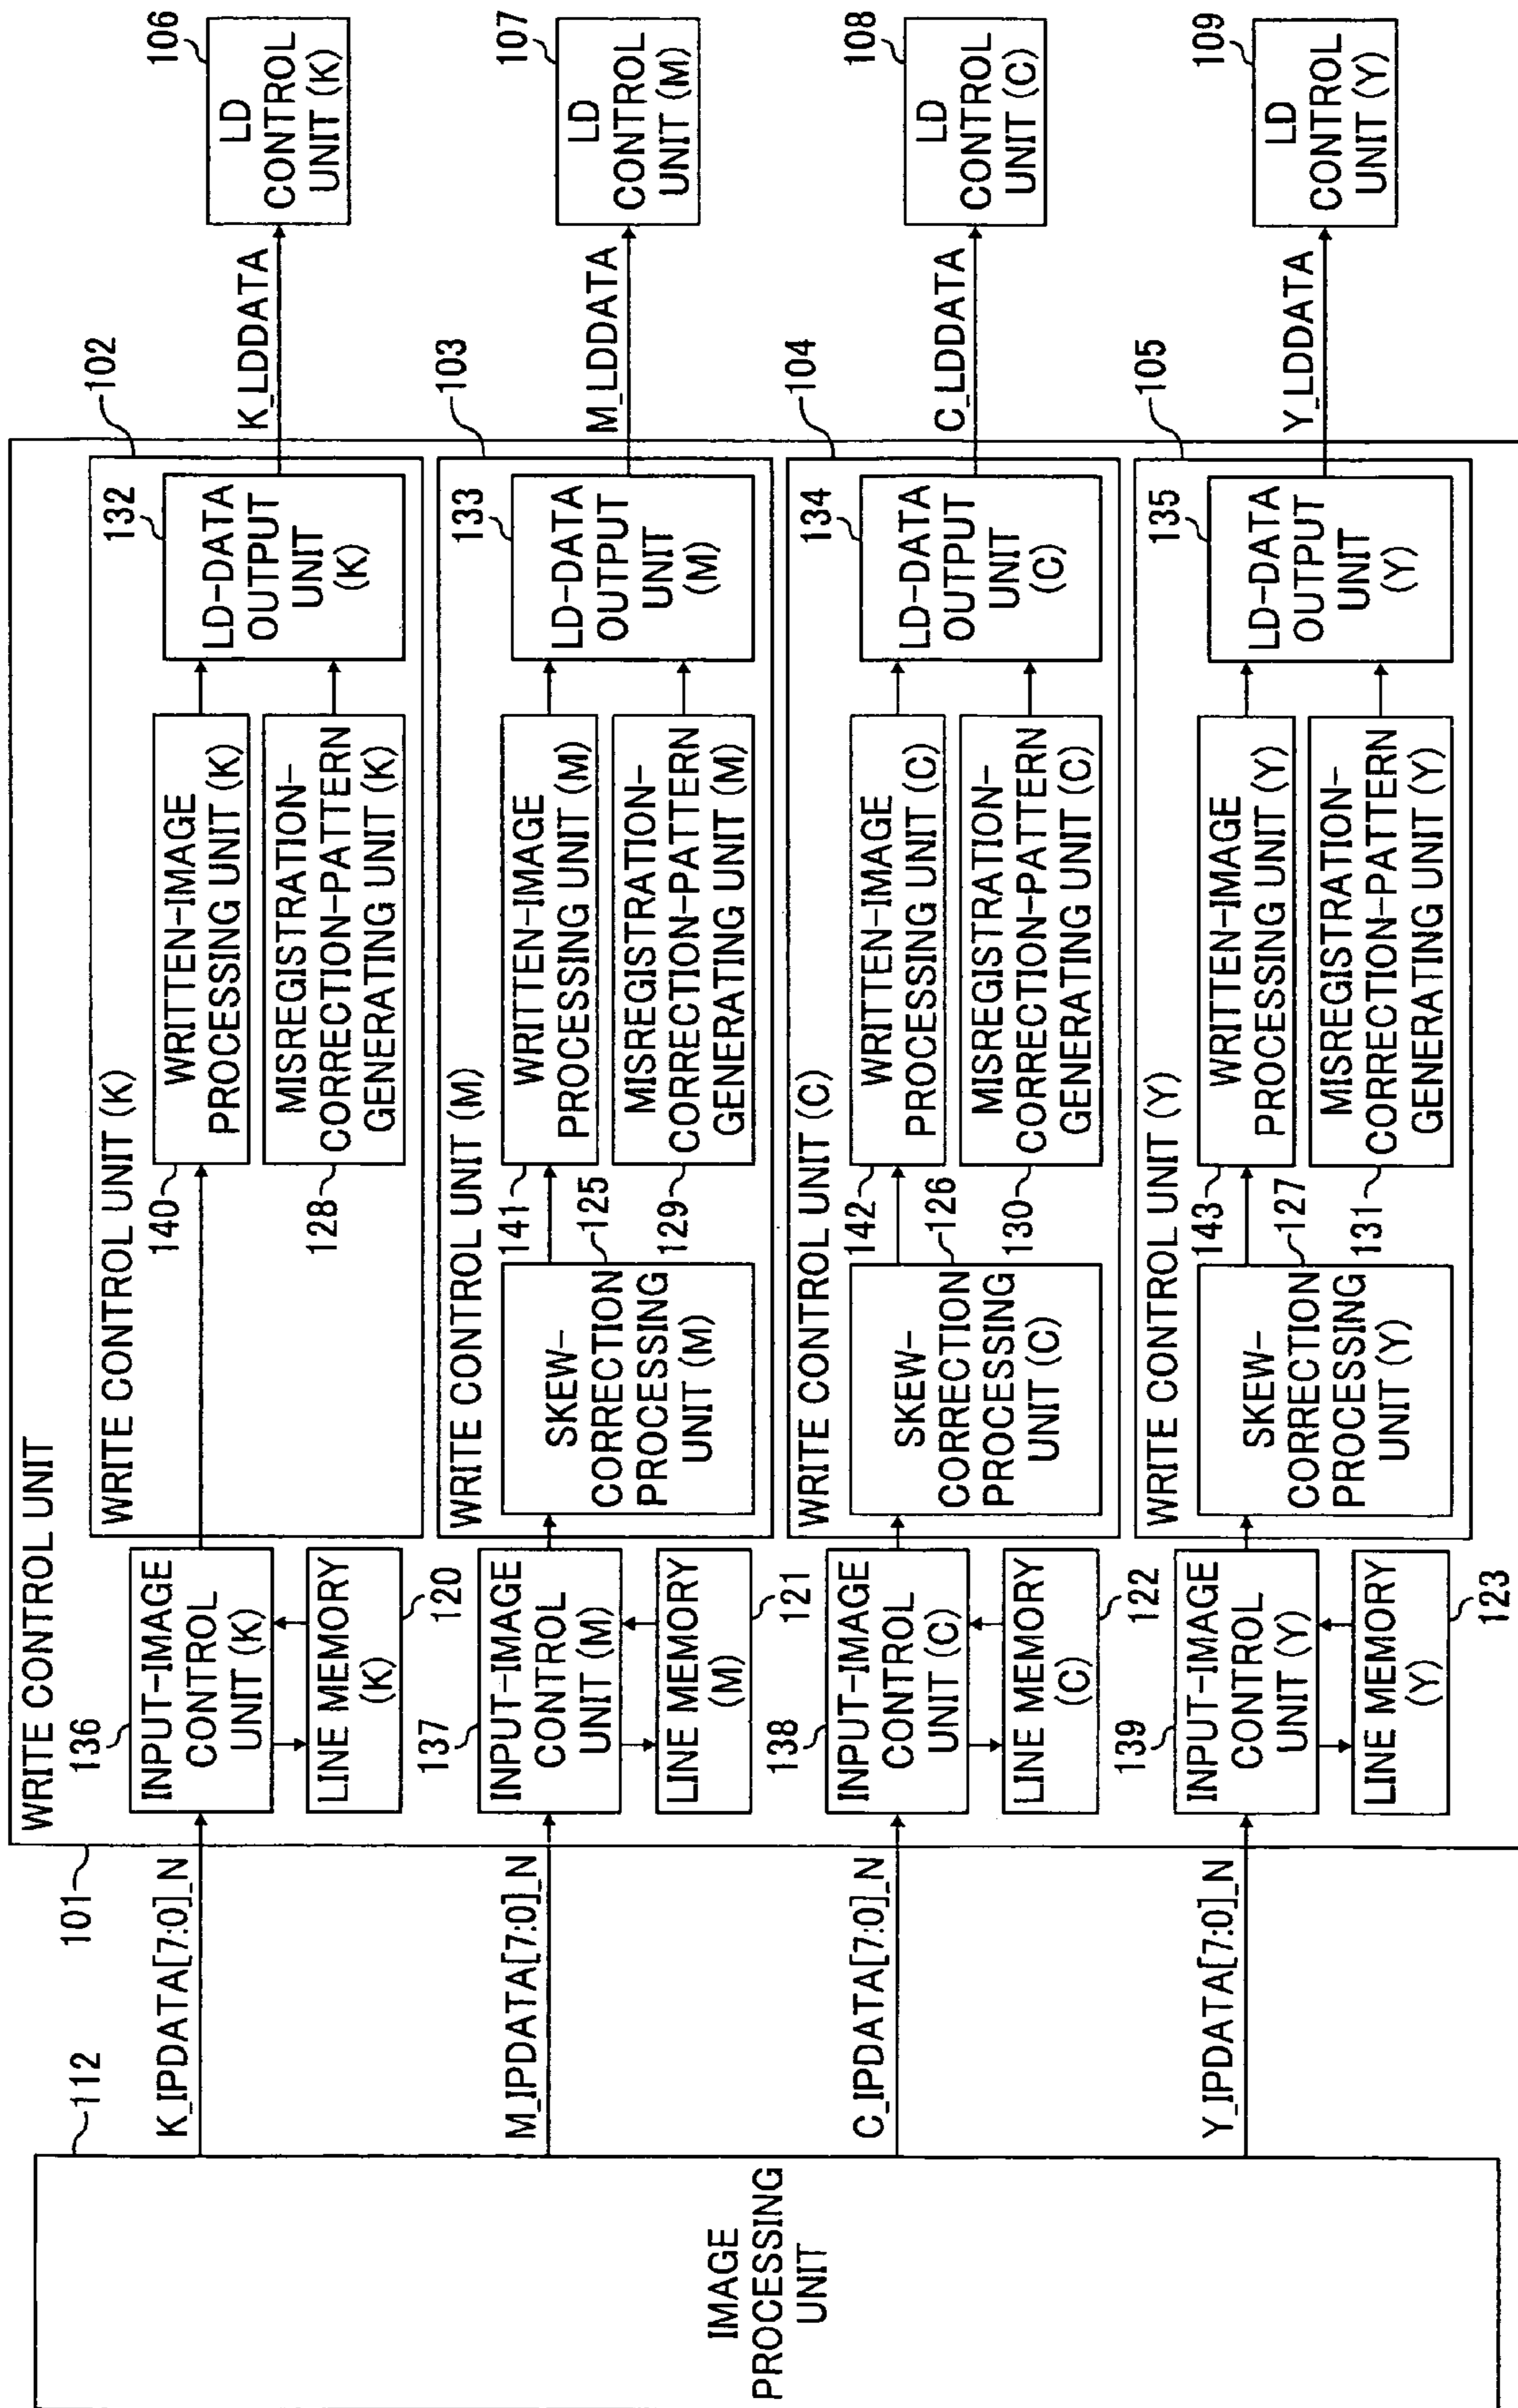 112
IMAGE
PROCESSING
UNIT
K_IPDATA[7:0]_N
M_IPDATA[7:0]_N
C_IPDATA[7:0]_N
Y_IPDATA[7:0]_N
101
WRITE CONTROL UNIT
136
INPUT-IMAGE
CONTROL
UNIT (K)
LINE MEMORY
(K)
120
WRITE CONTROL UNIT (K)
102
140
WRITTEN-IMAGE
PROCESSING UNIT (K)
128
MISREGISTRATION-
CORRECTION-PATTERN
GENERATING UNIT (K)
132
LD-DATA
OUTPUT
UNIT
(K)
K_LDDATA
106
LD
CONTROL
UNIT (K)
137
INPUT-IMAGE
CONTROL
UNIT (M)
LINE MEMORY
(M)
121
WRITE CONTROL UNIT (M)
103
SKEW-
CORRECTION
PROCESSING
UNIT (M)
125
141
WRITTEN-IMAGE
PROCESSING UNIT (M)
129
MISREGISTRATION-
CORRECTION-PATTERN
GENERATING UNIT (M)
133
LD-DATA
OUTPUT
UNIT
(M)
M_LDDATA
107
LD
CONTROL
UNIT (M)
138
INPUT-IMAGE
CONTROL
UNIT (C)
LINE MEMORY
(C)
122
WRITE CONTROL UNIT (C)
104
SKEW-
CORRECTION
PROCESSING
UNIT (C)
126
142
WRITTEN-IMAGE
PROCESSING UNIT (C)
130
MISREGISTRATION-
CORRECTION-PATTERN
GENERATING UNIT (C)
134
LD-DATA
OUTPUT
UNIT
(C)
C_LDDATA
108
LD
CONTROL
UNIT (C)
139
INPUT-IMAGE
CONTROL
UNIT (Y)
LINE MEMORY
(Y)
123
WRITE CONTROL UNIT (Y)
105
SKEW-
CORRECTION
PROCESSING
UNIT (Y)
127
143
WRITTEN-IMAGE
PROCESSING UNIT (Y)
131
MISREGISTRATION-
CORRECTION-PATTERN
GENERATING UNIT (Y)
135
LD-DATA
OUTPUT
UNIT
(Y)
Y_LDDATA
109
LD
CONTROL
UNIT (Y)